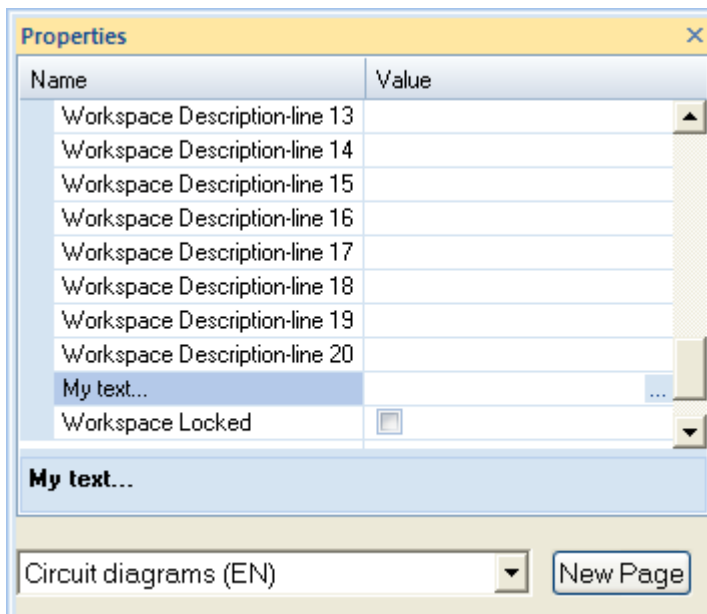 Properties
Name Value
Workspace Description-line 13
Workspace Description-line 14
Workspace Description-line 15
Workspace Description-line 16
Workspace Description-line 17
Workspace Description-line 18
Workspace Description-line 19
Workspace Description-line 20
My text... ...
Workspace Locked
My text...
Circuit diagrams (EN) New Page